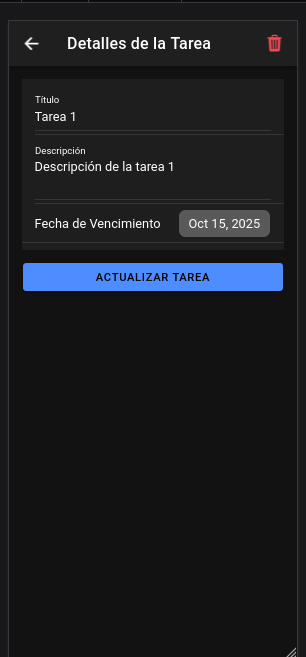 Detalles de la Tarea
Título
Tarea 1
Descripción
Descripción de la tarea 1
Fecha de Vencimiento Oct 15, 2025
ACTUALIZAR TAREA